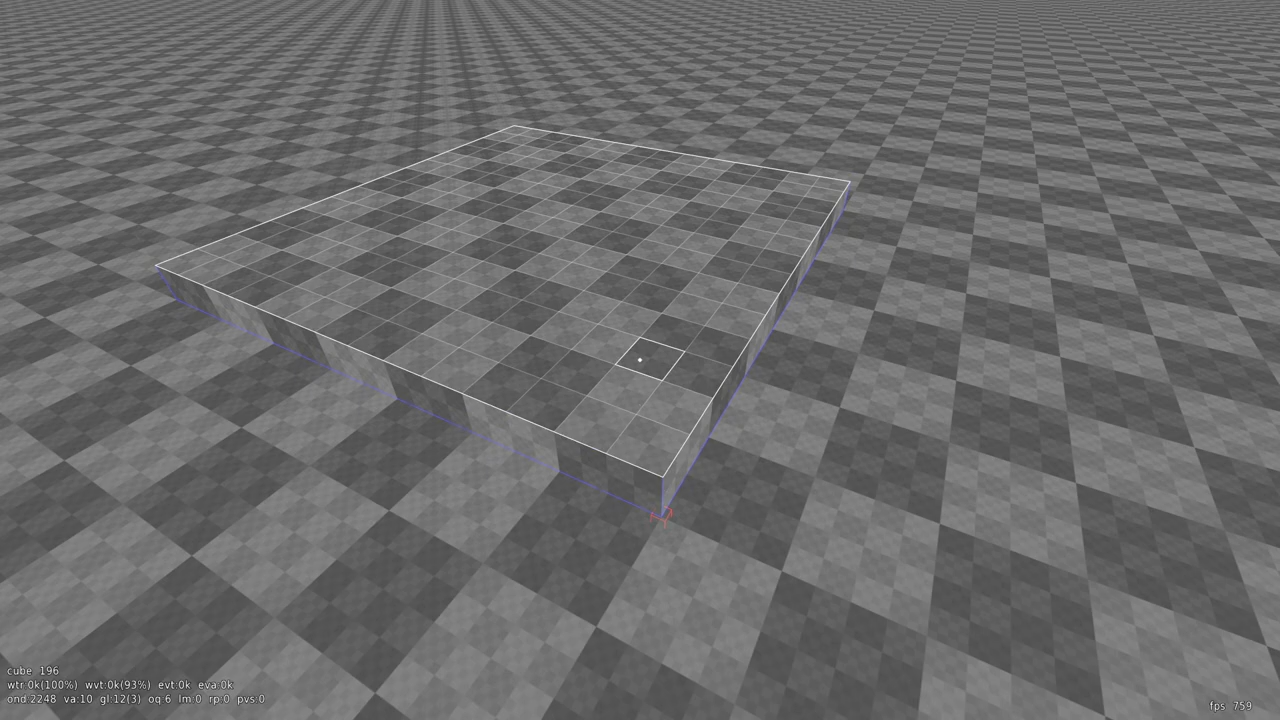 cube 196
wtr:0k(100%) wvt:0k(93%) evt:0k eva:0k
ond:2248 va:10 gl:12(3) oq:6 lm:0 rp:0 pvs:0
fps 759